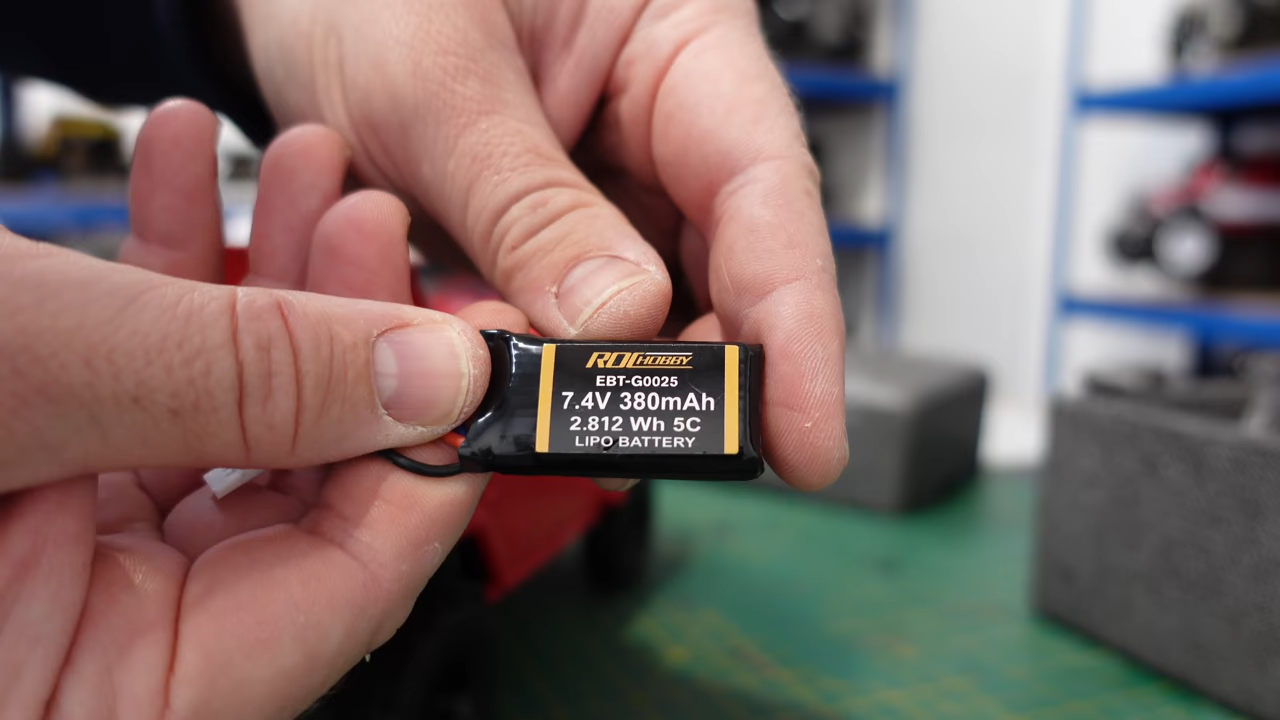 ROCHOBBY
EBT-G0025
7.4V 380mAh
2.812 Wh 5C
LIPO BATTERY